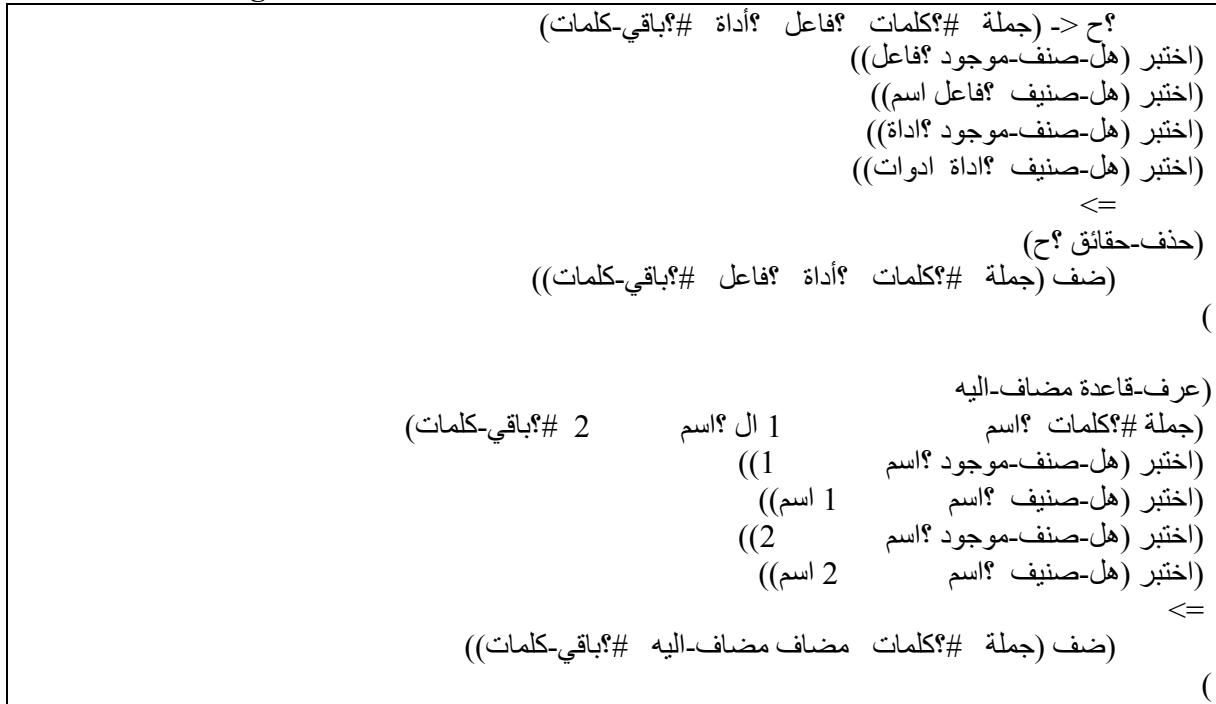 ؟ح <- (جملة #؟كلمات ؟فاعل ؟أداة #؟باقي-كلمات)
(اختبر (هل-صنف-موجود ؟فاعل))
(اختبر (هل-صنيف ؟فاعل اسم))
(اختبر (هل-صنف-موجود ؟اداة))
(اختبر (هل-صنيف ؟اداة ادوات))
=>
(حذف-حقائق ؟ح)
(ضف (جملة #؟كلمات ؟أداة ؟فاعل #؟باقي-كلمات))
)
(عرف-قاعدة مضاف-اليه
(جملة #؟كلمات ؟اسم 1 ال ؟اسم 2 #؟باقي-كلمات)
(اختبر (هل-صنف-موجود ؟اسم 1))
(اختبر (هل-صنيف ؟اسم 1 اسم))
(اختبر (هل-صنف-موجود ؟اسم 2))
(اختبر (هل-صنيف ؟اسم 2 اسم))
=>
(ضف (جملة #؟كلمات مضاف مضاف-اليه #؟باقي-كلمات))
)